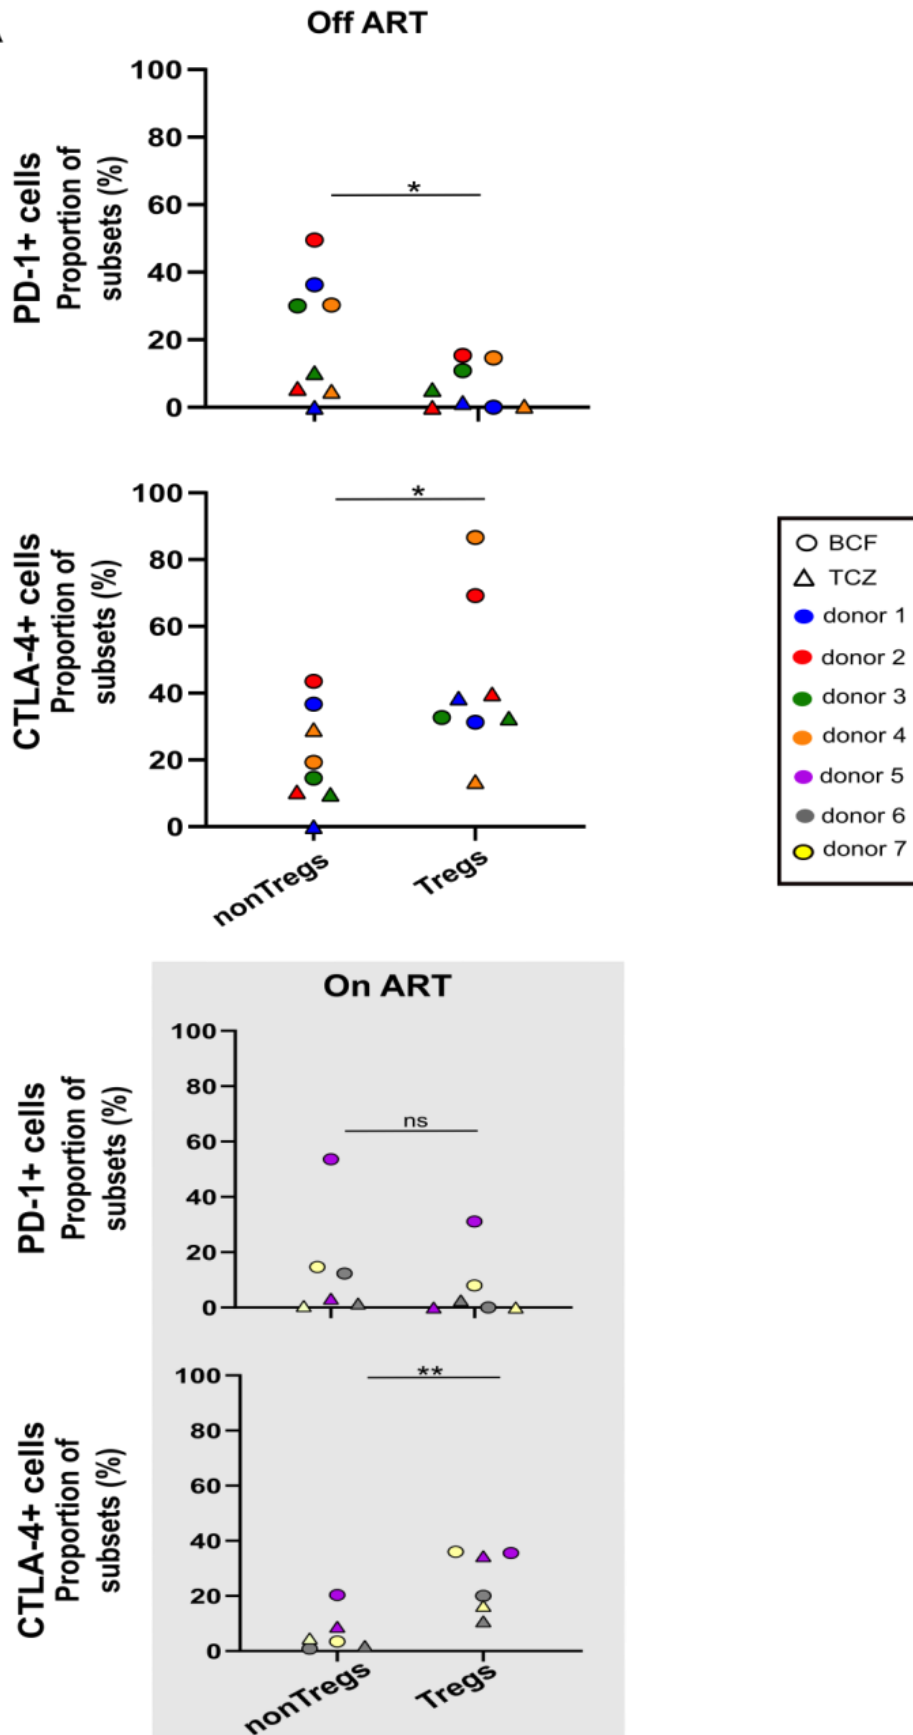 Off ART
PD-1+ cells
Proportion of
subsets (%)
100
80
60
40
20
0
*
CTLA-4+ cells
Proportion of
subsets (%)
100
80
60
40
20
0
*
nonTregs
Tregs
BCF
TCZ
donor 1
donor 2
donor 3
donor 4
donor 5
donor 6
donor 7
On ART
PD-1+ cells
Proportion of
subsets (%)
100
80
60
40
20
0
ns
CTLA-4+ cells
Proportion of
subsets (%)
100
80
60
40
20
0
**
nonTregs
Tregs